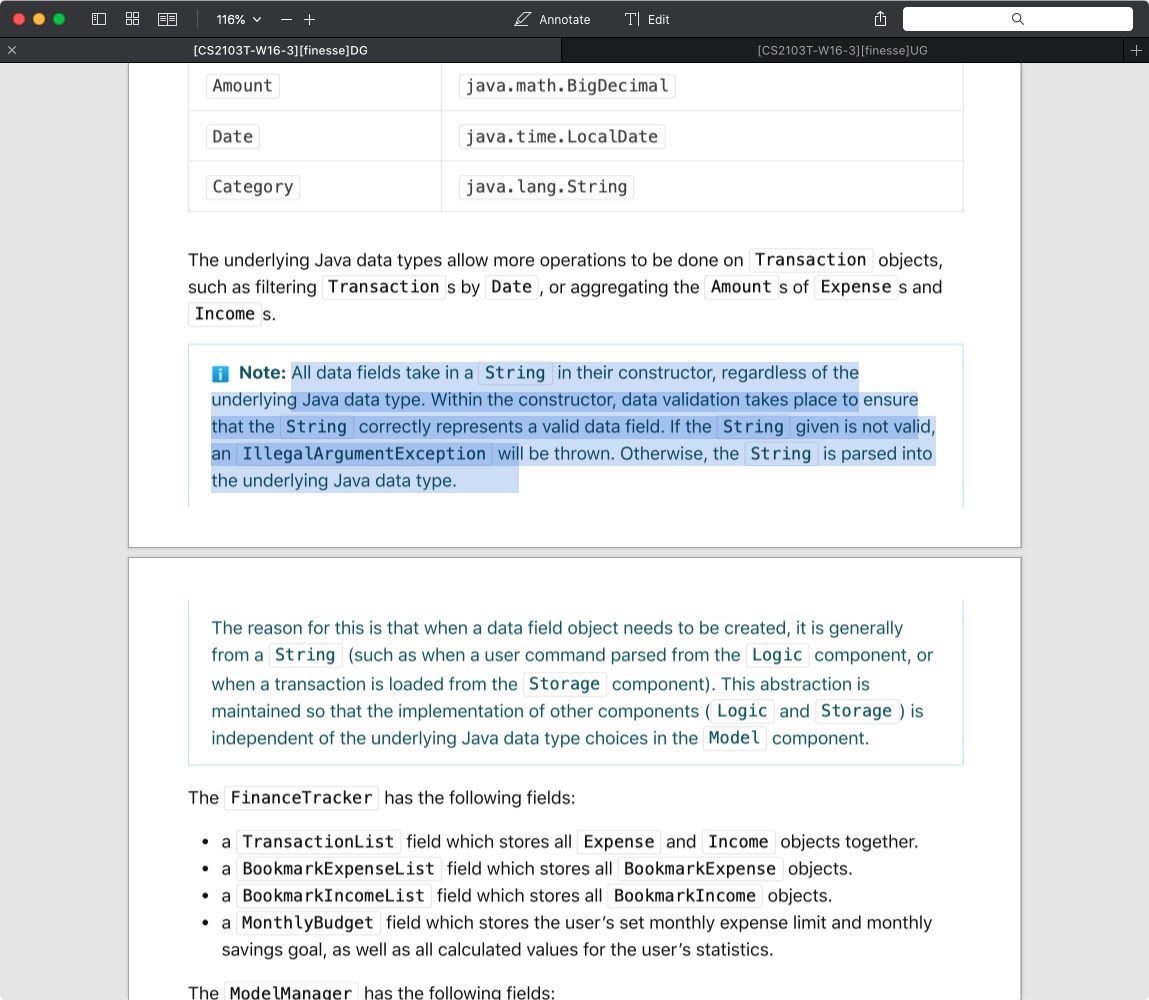 116%
Annotate
Edit
[CS2103T-W16-3][finesse]DG
[CS2103T-W16-3][finesse]UG
Amount java.math.BigDecimal
Date java.time.LocalDate
Category java.lang.String
The underlying Java data types allow more operations to be done on Transaction objects,
such as filtering Transaction s by Date , or aggregating the Amount s of Expense s and
Income s.
Note: All data fields take in a String in their constructor, regardless of the
underlying Java data type. Within the constructor, data validation takes place to ensure
that the String correctly represents a valid data field. If the String given is not valid,
an IllegalArgumentException will be thrown. Otherwise, the String is parsed into
the underlying Java data type.
The reason for this is that when a data field object needs to be created, it is generally
from a String (such as when a user command parsed from the Logic component, or
when a transaction is loaded from the Storage component). This abstraction is
maintained so that the implementation of other components ( Logic and Storage ) is
independent of the underlying Java data type choices in the Model component.
The FinanceTracker has the following fields:
• a TransactionList field which stores all Expense and Income objects together.
• a BookmarkExpenseList field which stores all BookmarkExpense objects.
• a BookmarkIncomeList field which stores all BookmarkIncome objects.
• a MonthlyBudget field which stores the user’s set monthly expense limit and monthly
savings goal, as well as all calculated values for the user’s statistics.
The ModelManager has the following fields: